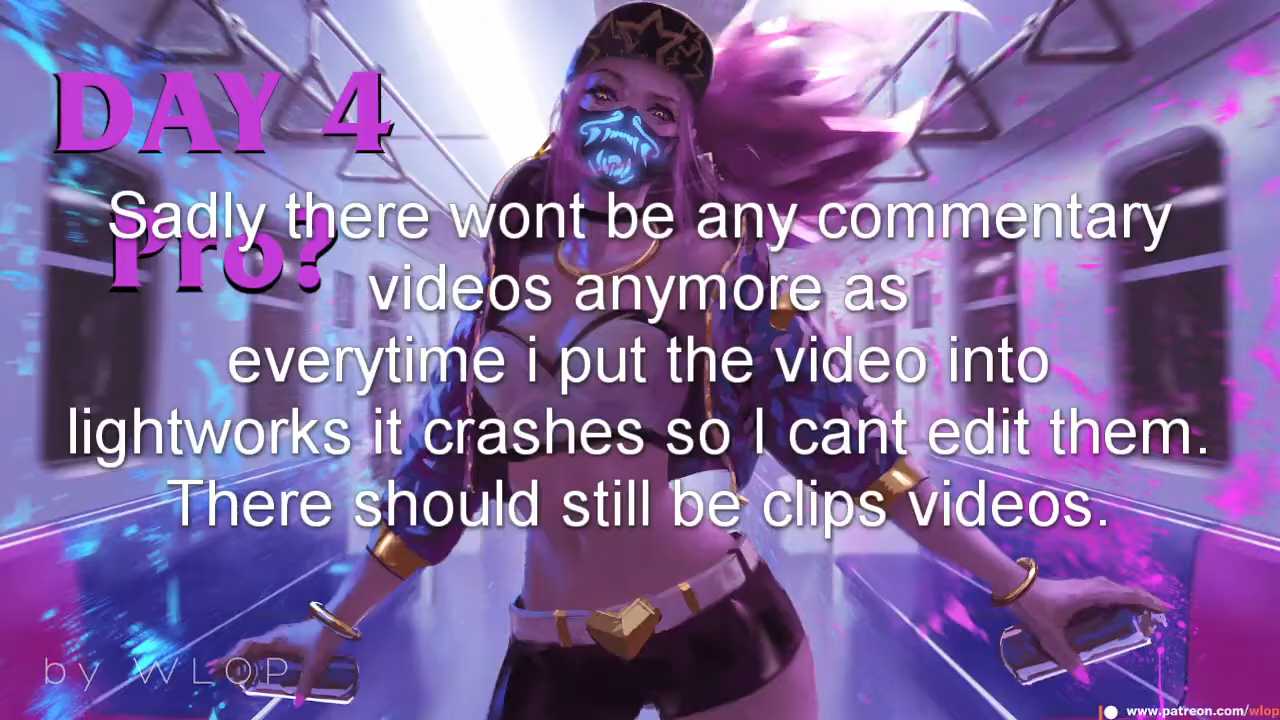 DAY 4
Pro?
Sadly there wont be any commentary
videos anymore as
everytime i put the video into
lightworks it crashes so I cant edit them.
There should still be clips videos.
by WLOP
www.patreon.com/wlop